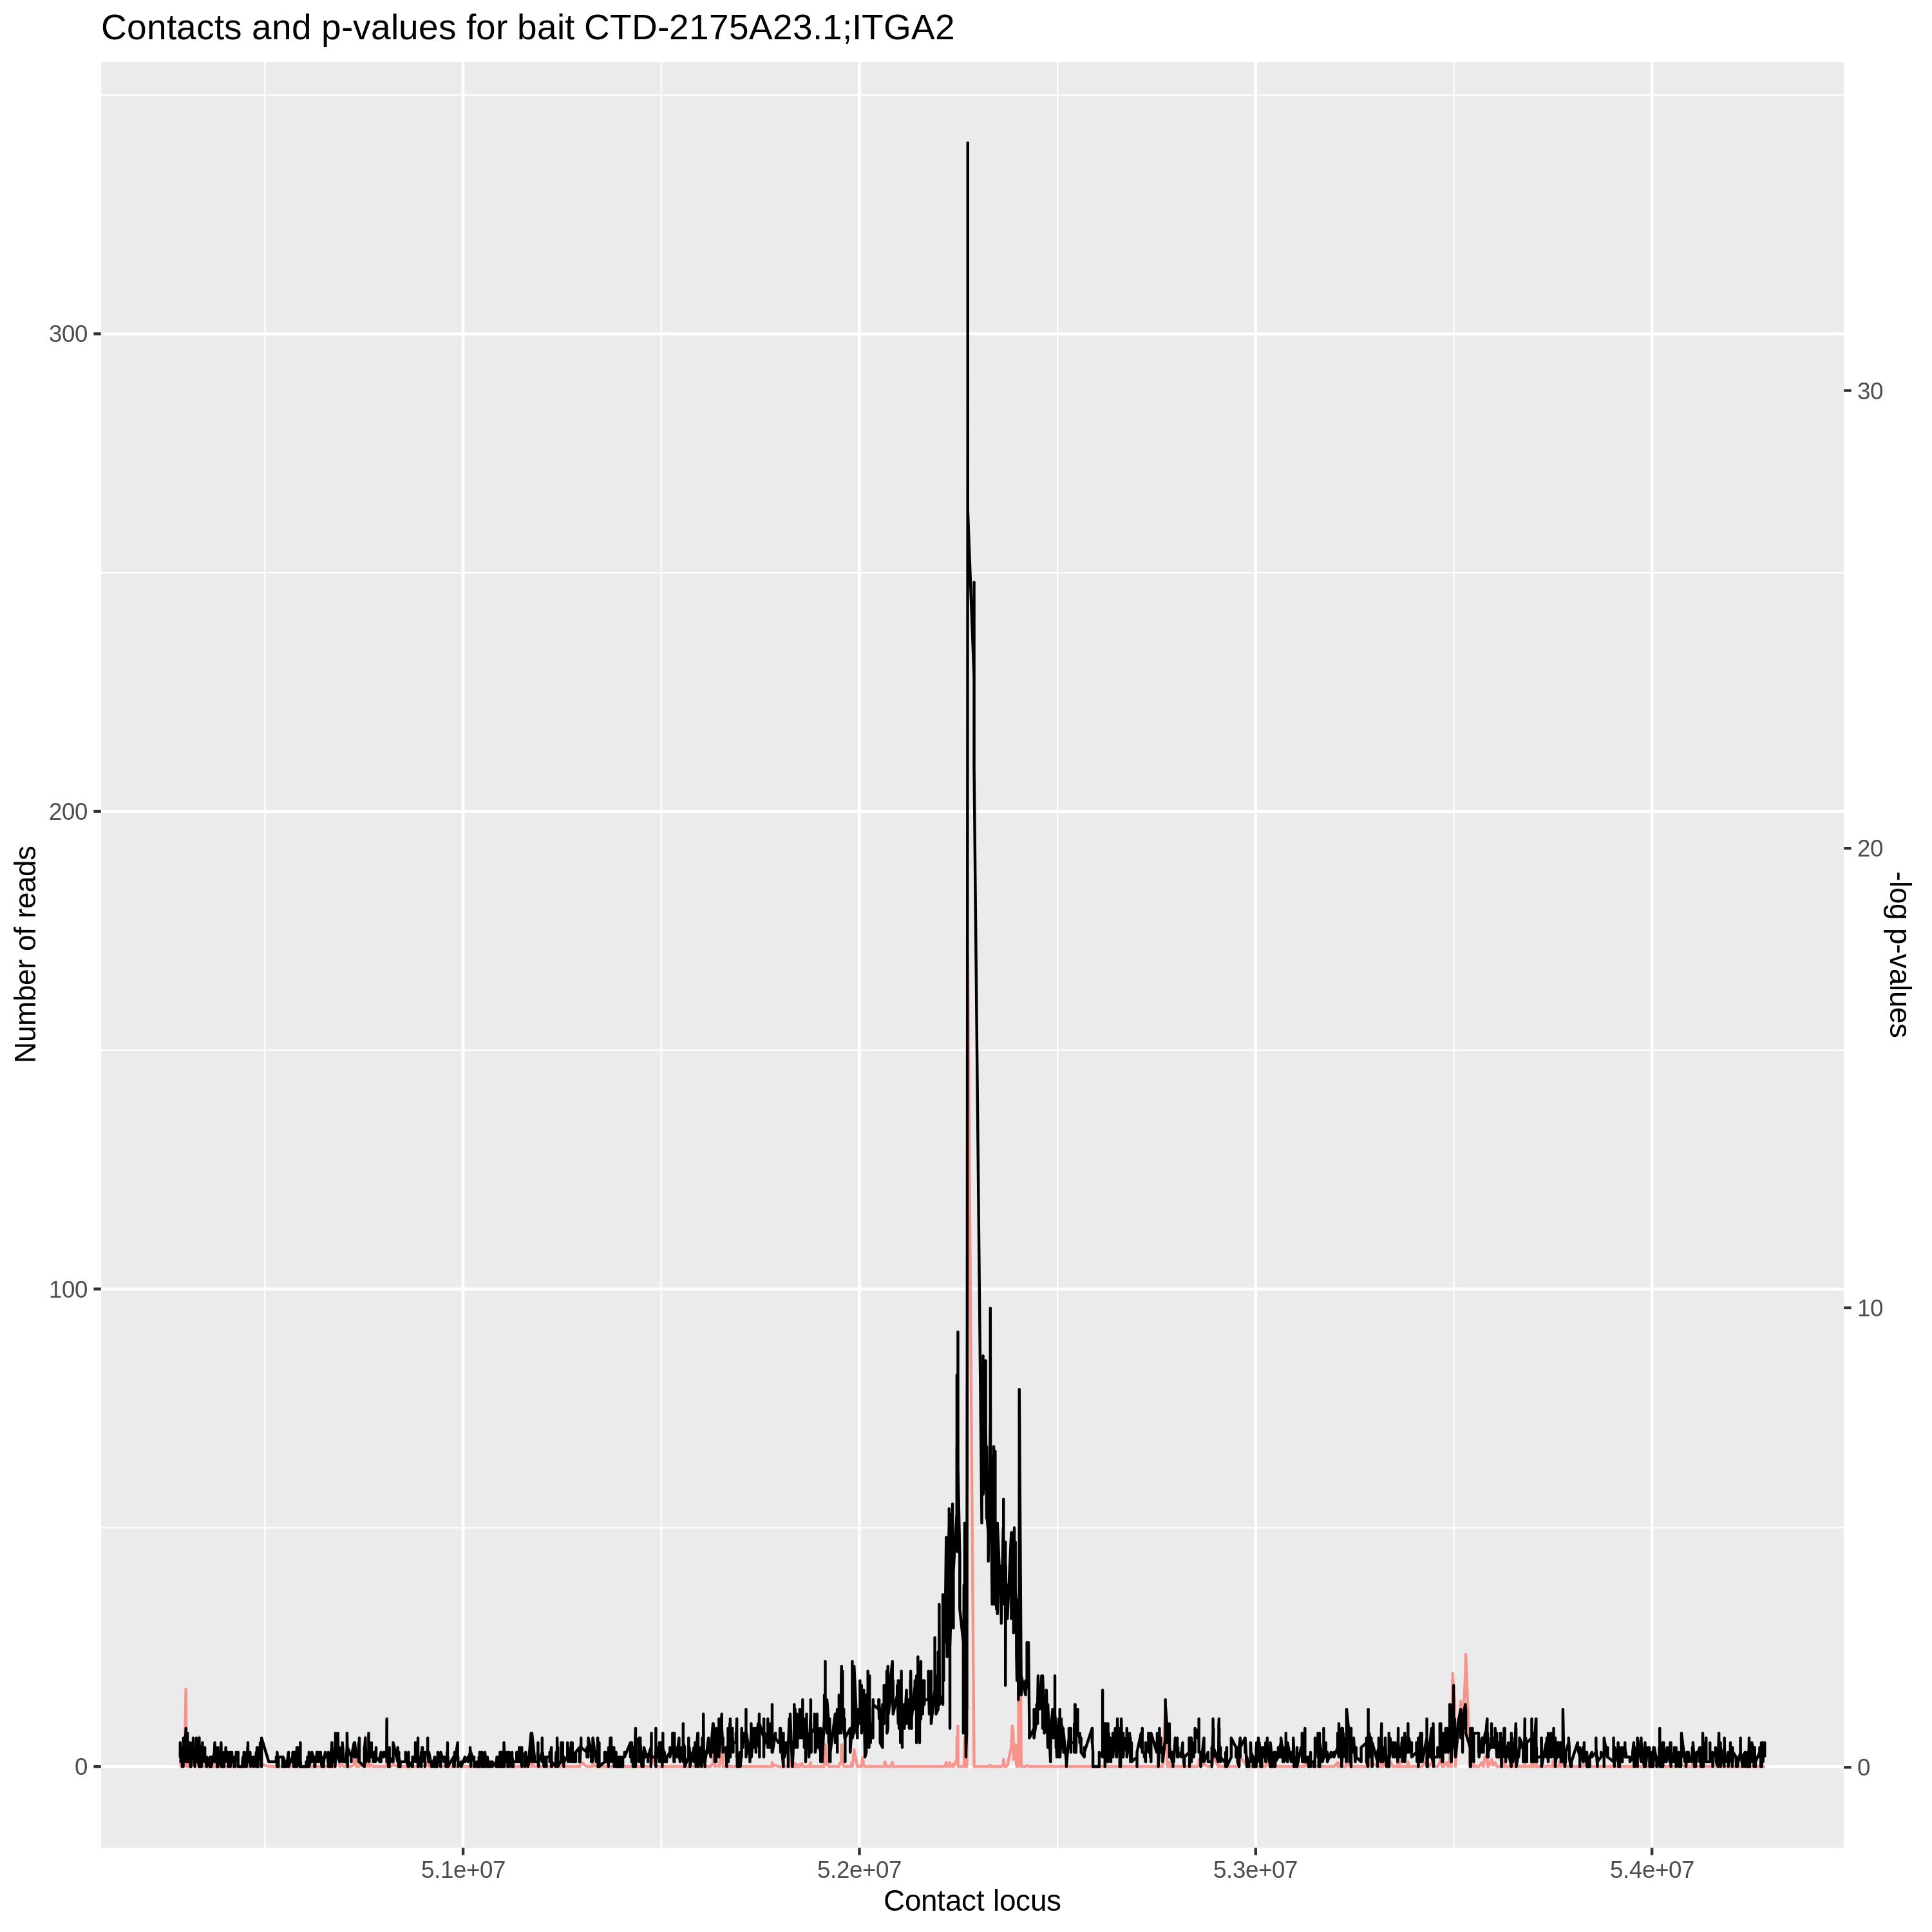 Contacts and p-values for bait CTD-2175A23.1;ITGA2
300
200
100
0
Number of reads
30
20
10
0
-log p-values
5.1e+07
5.2e+07
5.3e+07
5.4e+07
Contact locus